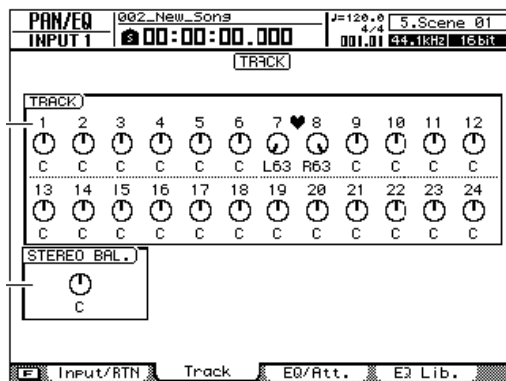 PAN/EQ 002_New_Song J=120.0 4/4 5.Scene 01
INPUT 1 S 00:00:00.000 001.01 44.1kHz 16bit
TRACK
TRACK
1 2 3 4 5 6 7 ♥ 8 9 10 11 12
C C C C C C L63 R63 C C C C
13 14 15 16 17 18 19 20 21 22 23 24
C C C C C C C C C C C C
STEREO BAL.
C
F Input/RTN Track EQ/Att. EQ Lib.